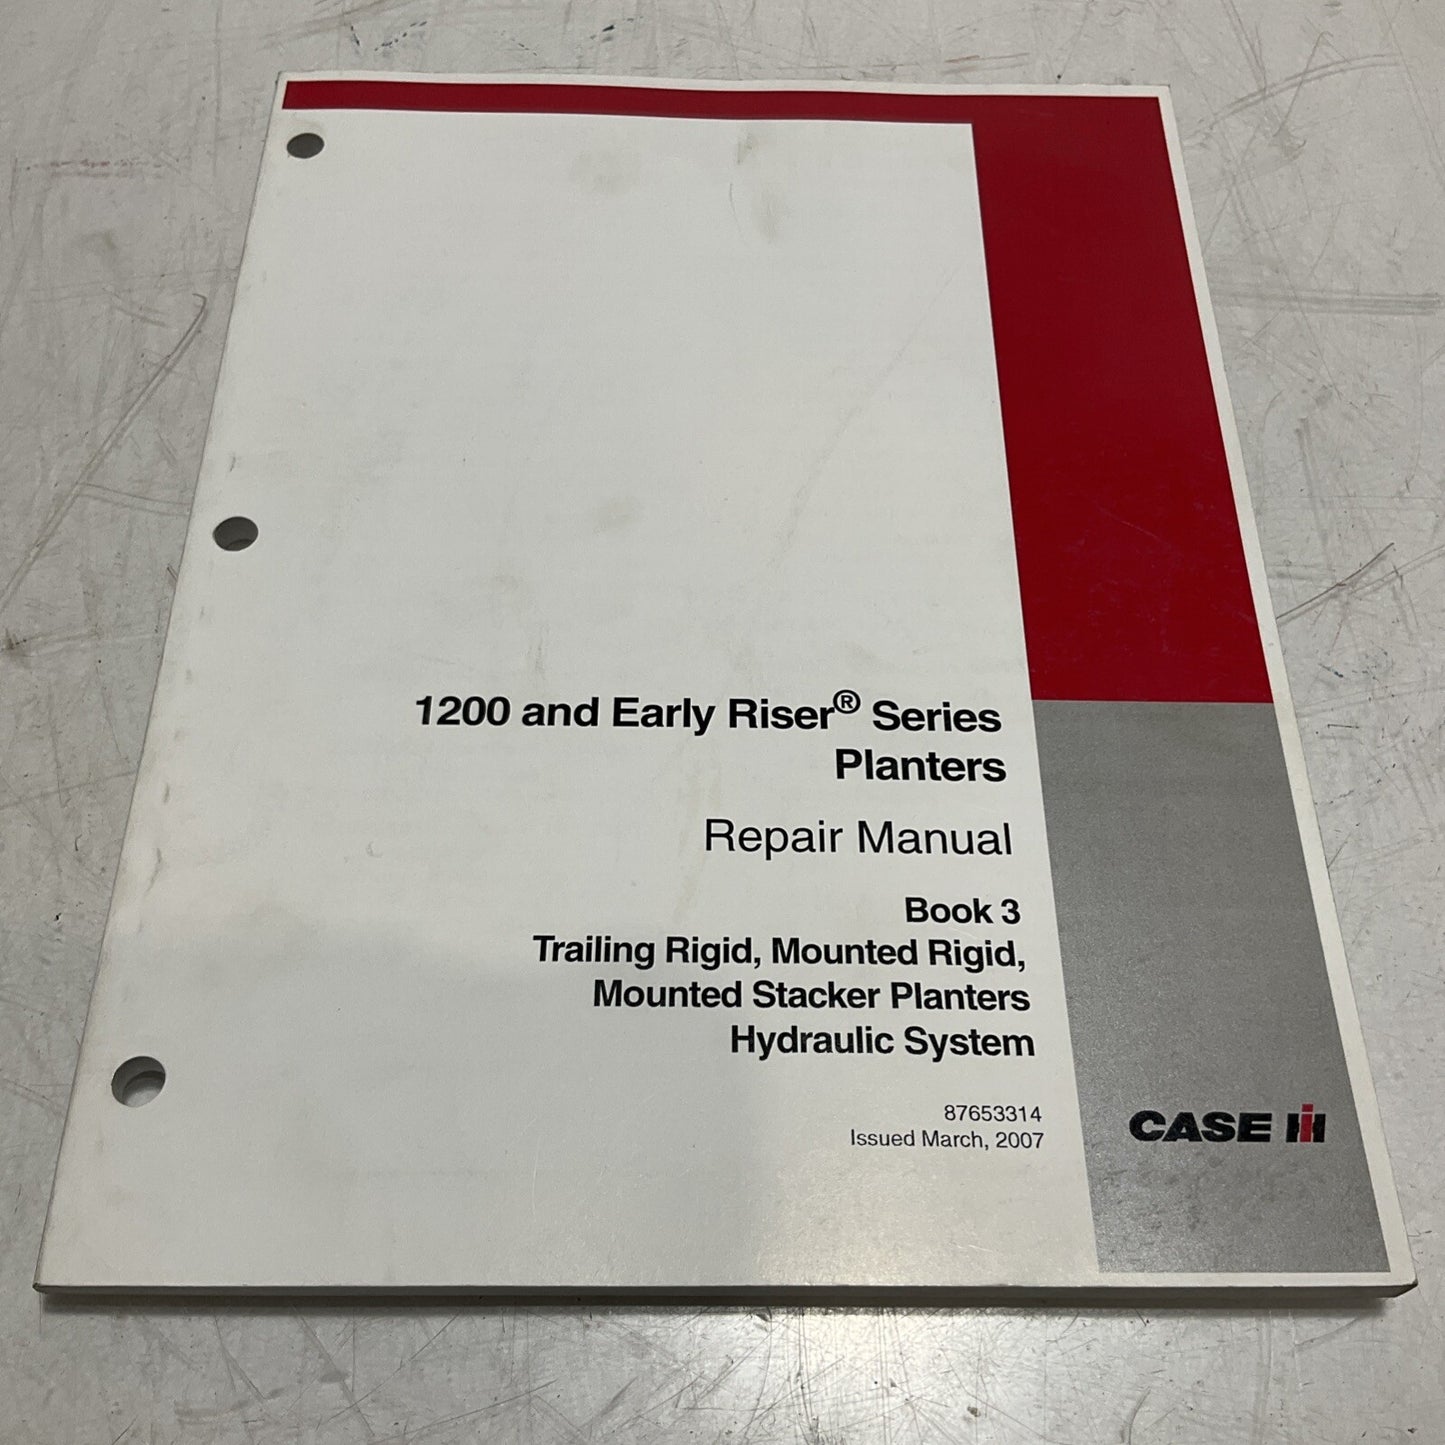 1200 and Early Riser® Series
Planters
Repair Manual
Book 3
Trailing Rigid, Mounted Rigid,
Mounted Stacker Planters
Hydraulic System
87653314
Issued March, 2007
CASE IH